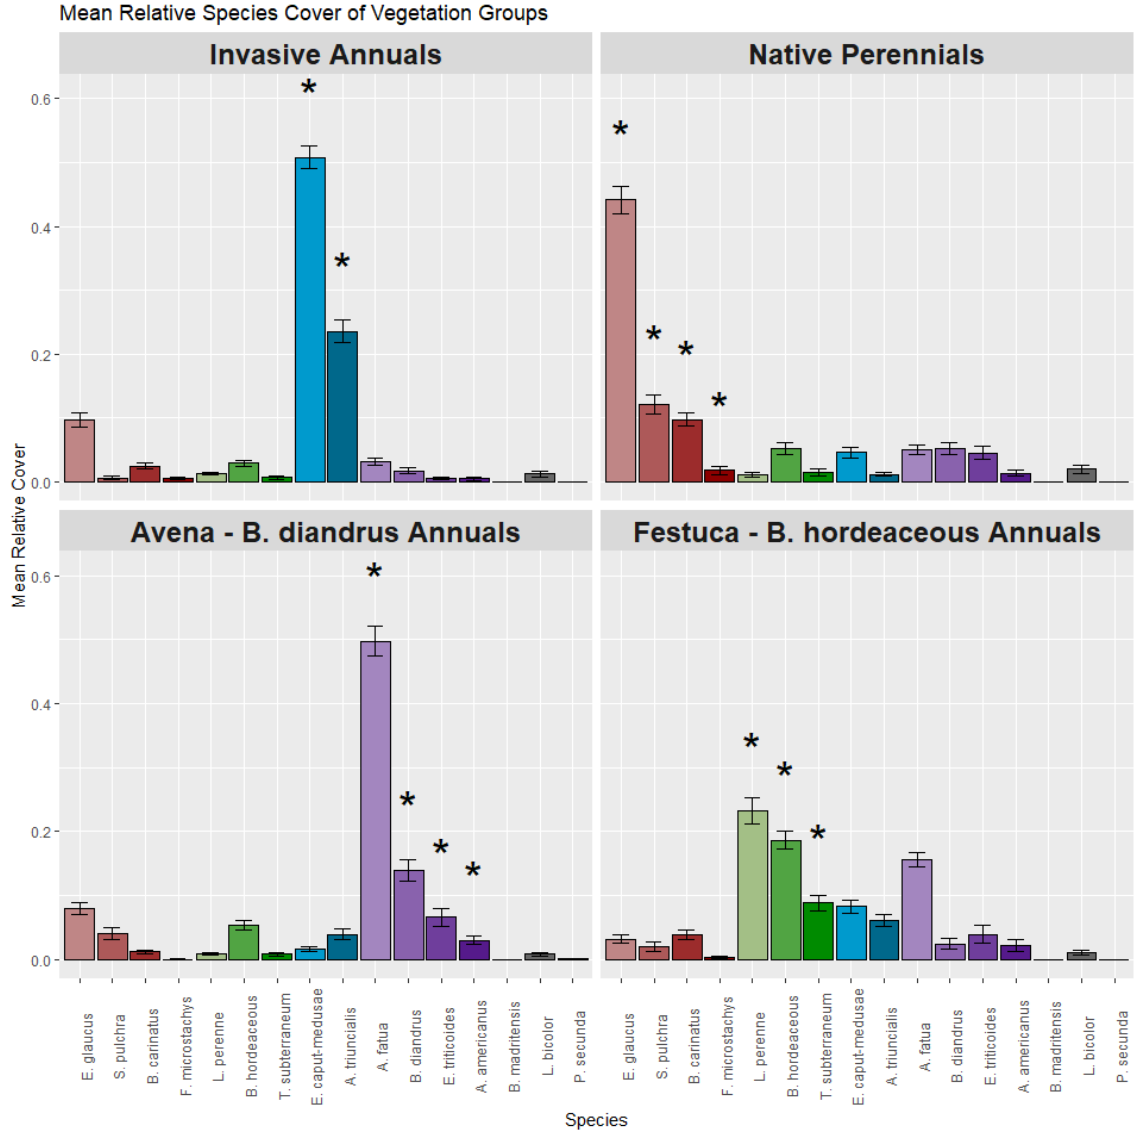 Mean Relative Species Cover of Vegetation Groups
Invasive Annuals
Native Perennials
*
*
*
*
*
*
0.6
0.4
0.2
0.0
Mean Relative Cover
Avena - B. diandrus Annuals
Festuca - B. hordeaceous Annuals
*
*
*
*
*
*
*
0.6
0.4
0.2
0.0
E. glaucus
S. pulchra
B. carinatus
F. microstachys
L. perenne
B. hordeaceous
T. subterraneum
E. caput-medusae
A. triuncialis
A. fatua
B. diandrus
E. triticoides
A. americanus
B. madritensis
L. bicolor
P. secunda
E. glaucus
S. pulchra
B. carinatus
F. microstachys
L. perenne
B. hordeaceous
T. subterraneum
E. caput-medusae
A. triuncialis
A. fatua
B. diandrus
E. triticoides
A. americanus
B. madritensis
L. bicolor
P. secunda
Species